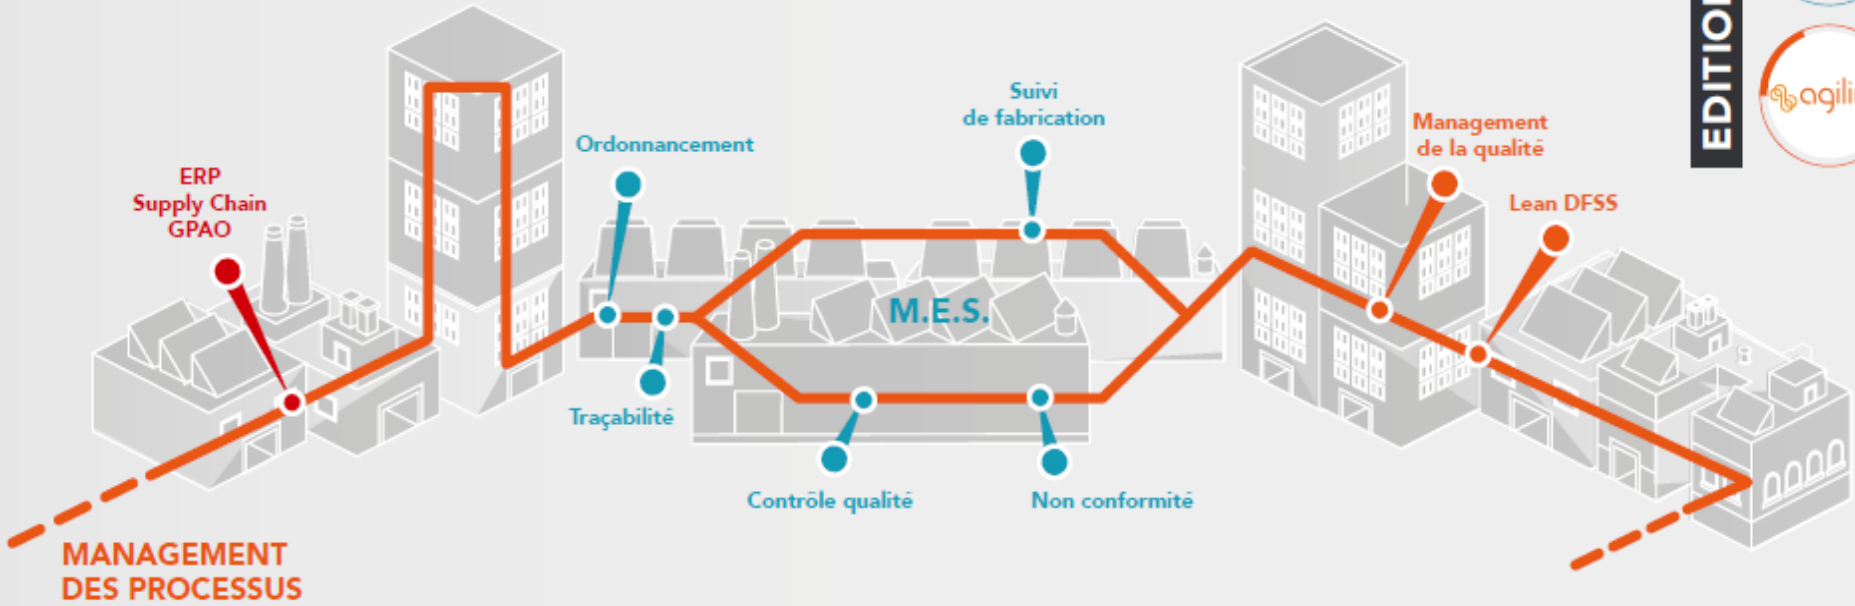 EDITION
agili
Suivi
de fabrication
Ordonnancement
Management
de la qualité
ERP
Supply Chain
GPAO
Lean DFSS
M.E.S.
Traçabilité
Contrôle qualité
Non conformité
MANAGEMENT
DES PROCESSUS